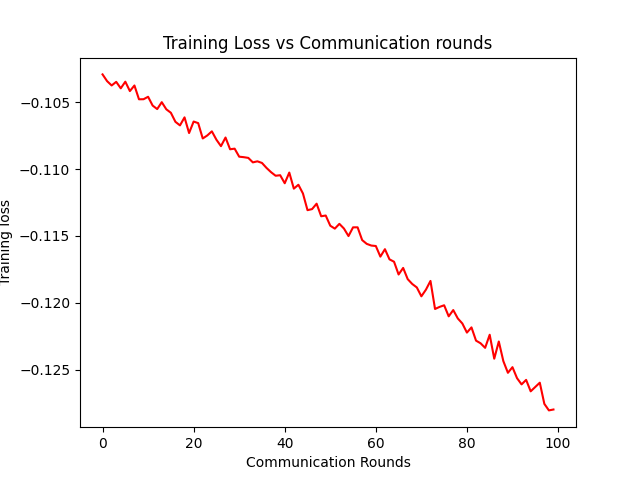 Training Loss vs Communication rounds
−0.105
−0.110
−0.115
−0.120
−0.125
Training loss
0 20 40 60 80 100
Communication Rounds